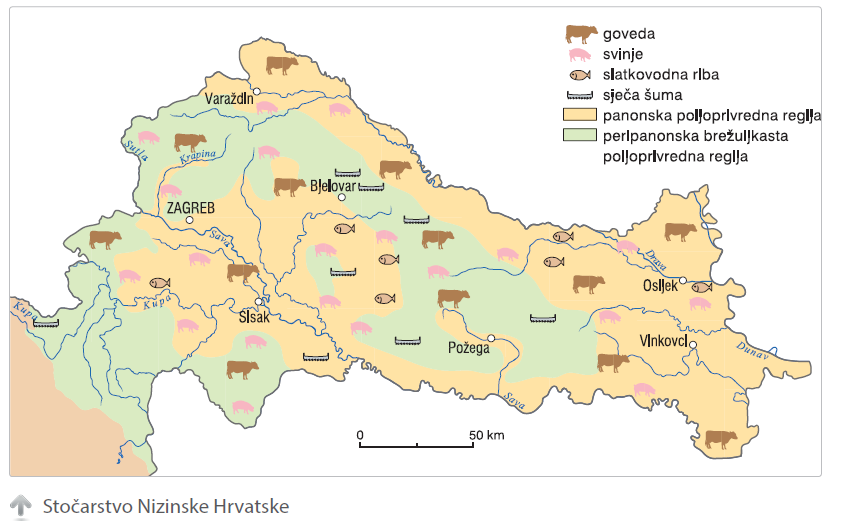 goveda
svinje
slatkovodna riba
sječa šuma
panonska poljoprivredna regija
peripanonska brežuljkasta
poljoprivredna regija
Varaždin
Sutla
Krapina
Bjelovar
ZAGREB
Sava
Drava
Osijek
Kupa
Kupa
Sisak
Požega
Vinkovci
Dunav
Sava
0 50 km
Stočarstvo Nizinske Hrvatske